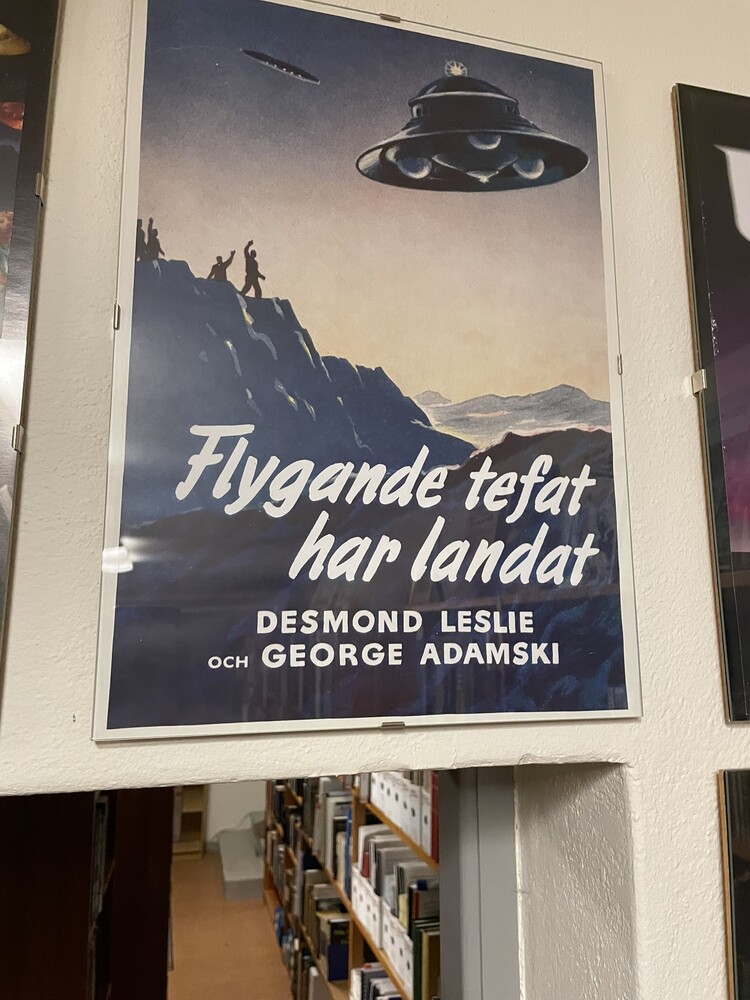 Flygande tefat
har landat
DESMOND LESLIE
OCH GEORGE ADAMSKI